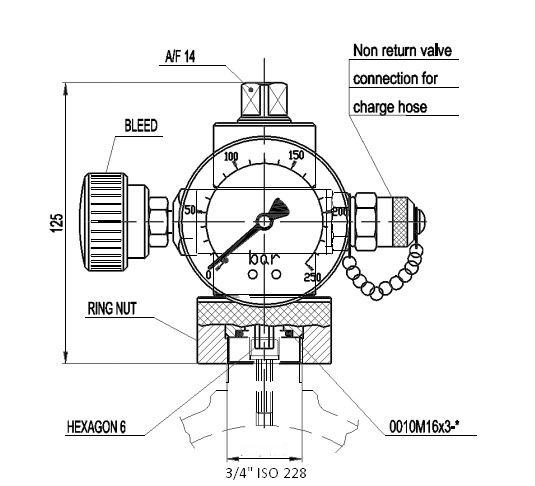 A/F 14
Non return valve
connection for
charge hose
BLEED
125
50
100
150
200
250
0
bar
RING NUT
HEXAGON 6
0010M16x3-*
3/4" ISO 228